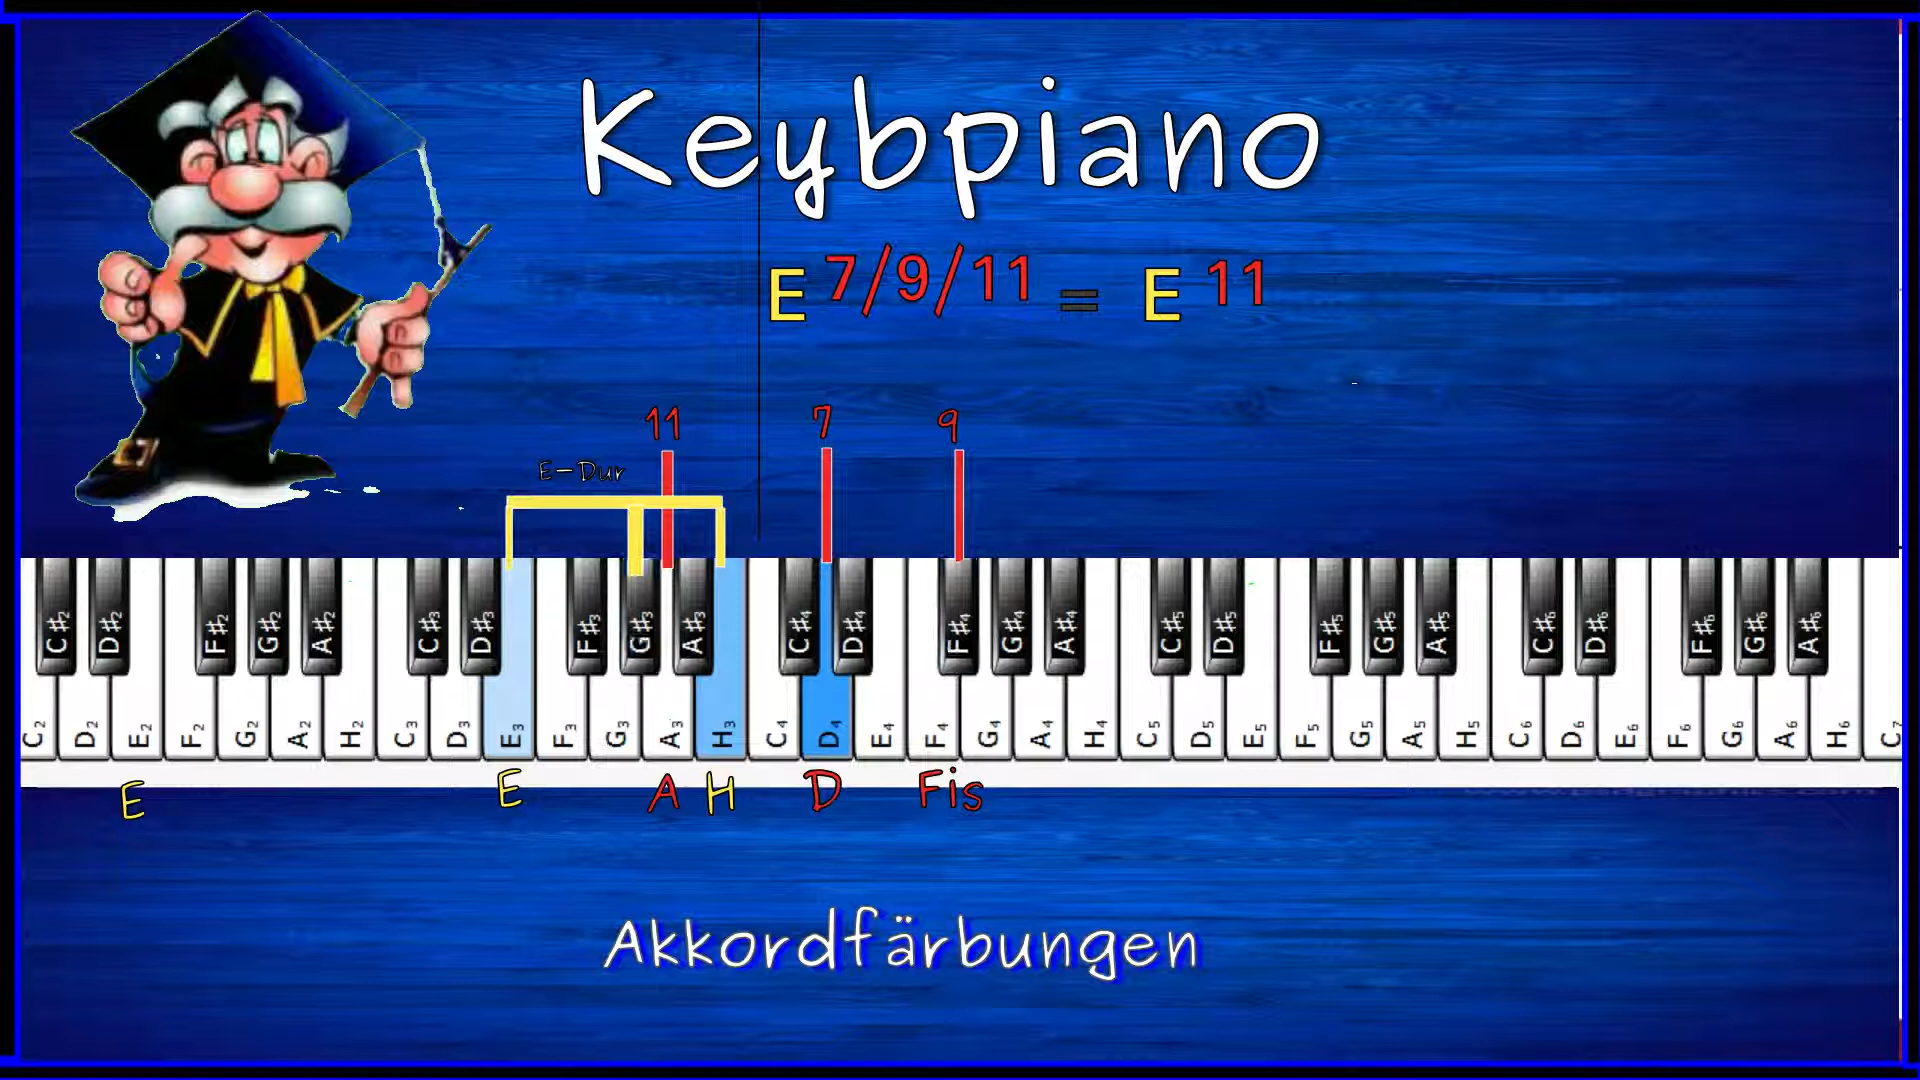 Keybpiano
E 7/9/11 = E 11
11 7 9
E-Dur
C#2 D#2 F#2 G#2 A#2 C#3 D#3 F#3 G#3 A#3 C#4 D#4 F#4 G#4 A#4 C#5 D#5 F#5 G#5 A#5 C#6 D#6 F#6 G#6 A#6
C2 D2 E2 F2 G2 A2 H2 C3 D3 E3 F3 G3 A3 H3 C4 D4 E4 F4 G4 A4 H4 C5 D5 E5 F5 G5 A5 H5 C6 D6 E6 F6 G6 A6 H6 C7
E E A H D Fis
Akkordfärbungen